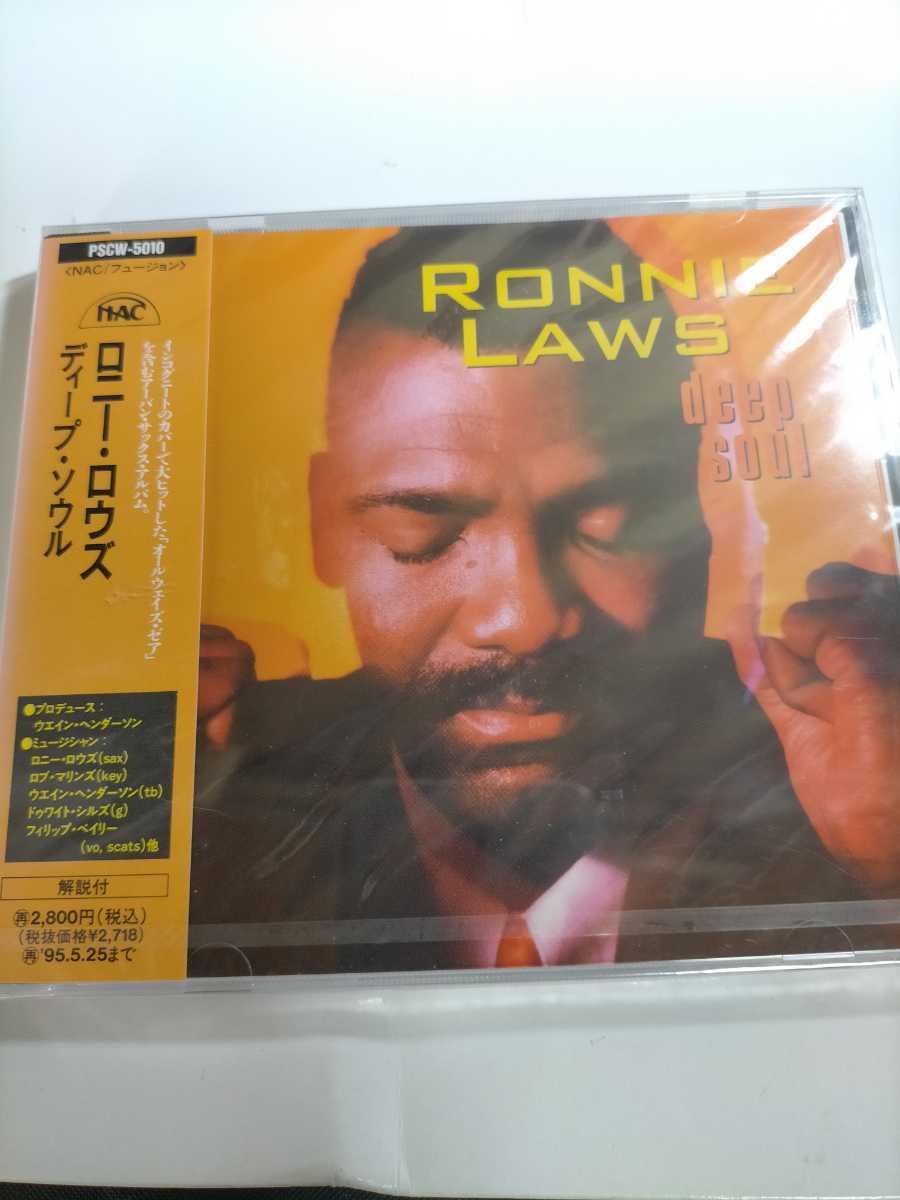 PSCW-5010
〈NAC/フュージョン〉
NAC
ロニー・ロウズ
ディープ・ソウル
インコグニートのカバーで大ヒットした「オールウェイズ・ゼア」
を含むアーバン・サックス・アルバム。
●プロデュース:
ウエイン・ヘンダーソン
●ミュージシャン:
ロニー・ロウズ(sax)
ロブ・マリンズ(key)
ウエイン・ヘンダーソン(tb)
ドゥワイト・シルズ(g)
フィリップ・ベイリー
(vo, scats)他
解説付
再2,800円(税込)
(税抜価格¥2,718)
再'95.5.25まで
RONNIE
LAWS
deep
soul